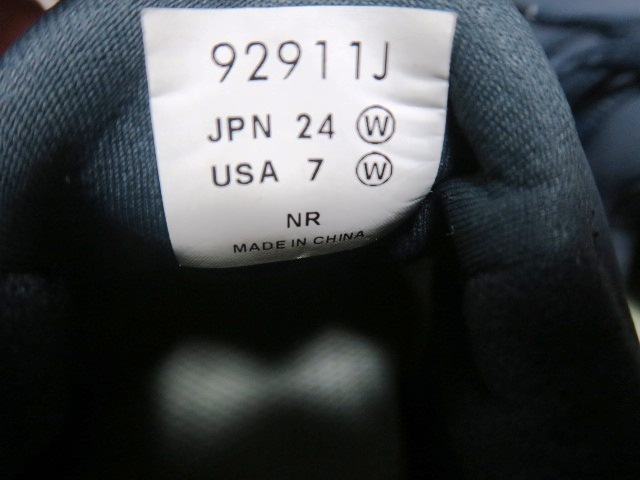 92911J
JPN 24 Ⓦ
USA 7 Ⓦ
NR
MADE IN CHINA